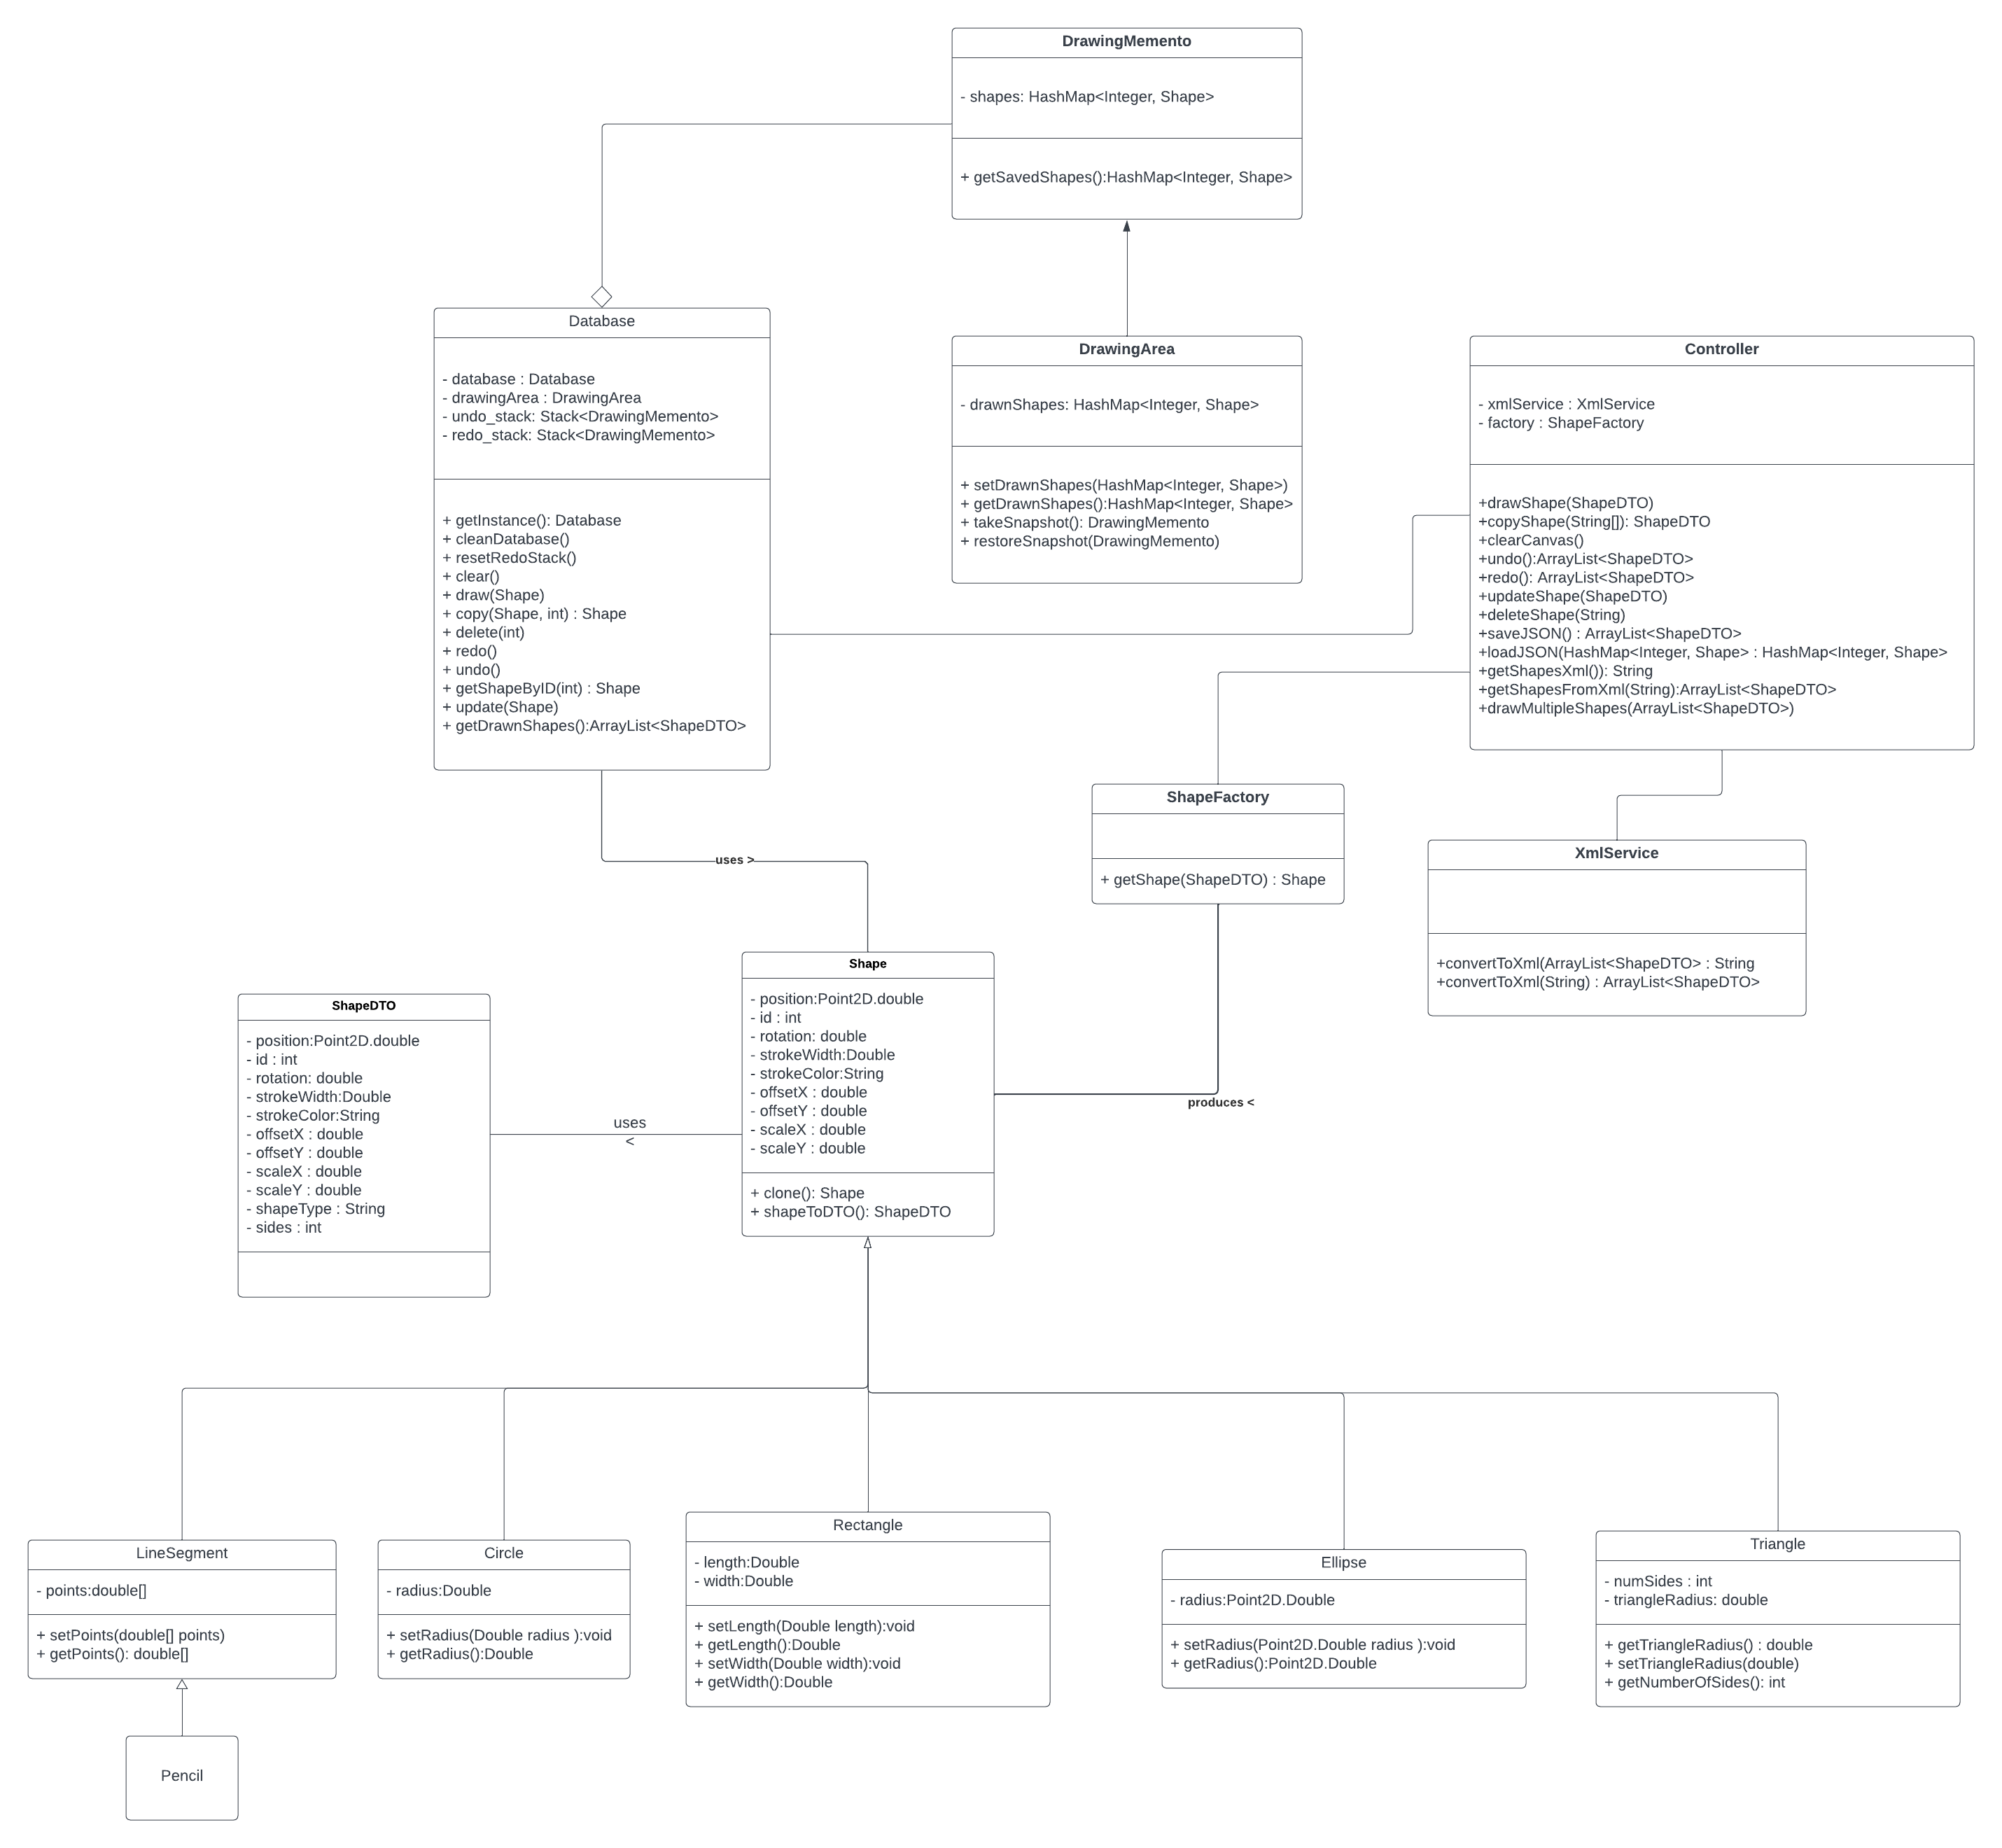 DrawingMemento
- shapes: HashMap<Integer, Shape>
+ getSavedShapes():HashMap<Integer, Shape>
Database
- database : Database
- drawingArea : DrawingArea
- undo_stack: Stack<DrawingMemento>
- redo_stack: Stack<DrawingMemento>
+ getInstance(): Database
+ cleanDatabase()
+ resetRedoStack()
+ clear()
+ draw(Shape)
+ copy(Shape, int) : Shape
+ delete(int)
+ redo()
+ undo()
+ getShapeByID(int) : Shape
+ update(Shape)
+ getDrawnShapes():ArrayList<ShapeDTO>
DrawingArea
- drawnShapes: HashMap<Integer, Shape>
+ setDrawnShapes(HashMap<Integer, Shape>)
+ getDrawnShapes():HashMap<Integer, Shape>
+ takeSnapshot(): DrawingMemento
+ restoreSnapshot(DrawingMemento)
Controller
- xmlService : XmlService
- factory : ShapeFactory
+drawShape(ShapeDTO)
+copyShape(String[]): ShapeDTO
+clearCanvas()
+undo():ArrayList<ShapeDTO>
+redo(): ArrayList<ShapeDTO>
+updateShape(ShapeDTO)
+deleteShape(String)
+saveJSON() : ArrayList<ShapeDTO>
+loadJSON(HashMap<Integer, Shape> : HashMap<Integer, Shape>
+getShapesXml()): String
+getShapesFromXml(String):ArrayList<ShapeDTO>
+drawMultipleShapes(ArrayList<ShapeDTO>)
ShapeFactory
+ getShape(ShapeDTO) : Shape
XmlService
+convertToXml(ArrayList<ShapeDTO> : String
+convertToXml(String) : ArrayList<ShapeDTO>
uses >
ShapeDTO
- position:Point2D.double
- id : int
- rotation: double
- strokeWidth:Double
- strokeColor:String
- offsetX : double
- offsetY : double
- scaleX : double
- scaleY : double
- shapeType : String
- sides : int
uses
<
Shape
- position:Point2D.double
- id : int
- rotation: double
- strokeWidth:Double
- strokeColor:String
- offsetX : double
- offsetY : double
- scaleX : double
- scaleY : double
+ clone(): Shape
+ shapeToDTO(): ShapeDTO
produces <
LineSegment
- points:double[]
+ setPoints(double[] points)
+ getPoints(): double[]
Circle
- radius:Double
+ setRadius(Double radius ):void
+ getRadius():Double
Rectangle
- length:Double
- width:Double
+ setLength(Double length):void
+ getLength():Double
+ setWidth(Double width):void
+ getWidth():Double
Ellipse
- radius:Point2D.Double
+ setRadius(Point2D.Double radius ):void
+ getRadius():Point2D.Double
Triangle
- numSides : int
- triangleRadius: double
+ getTriangleRadius() : double
+ setTriangleRadius(double)
+ getNumberOfSides(): int
Pencil